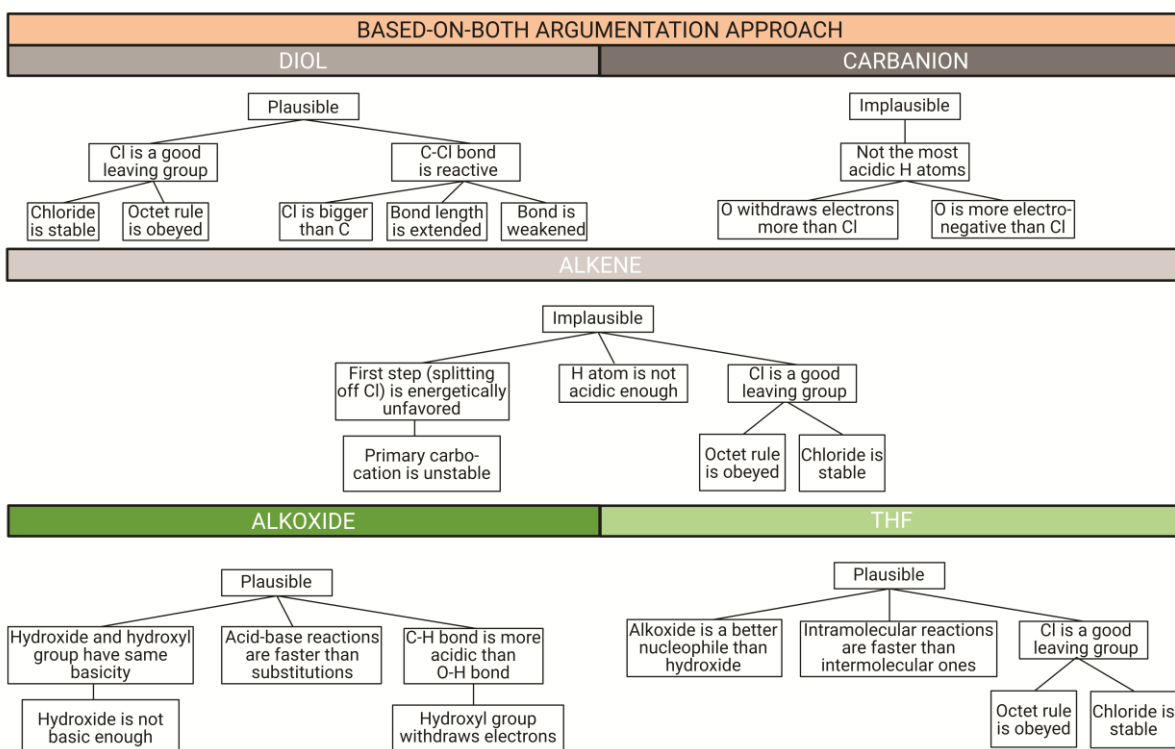 BASED-ON-BOTH ARGUMENTATION APPROACH
DIOL
CARBANION
Plausible
Cl is a good
leaving group
C-Cl bond
is reactive
Chloride
is stable
Octet rule
is obeyed
Cl is bigger
than C
Bond length
is extended
Bond is
weakened
Implausible
Not the most
acidic H atoms
O withdraws electrons
more than Cl
O is more electro-
negative than Cl
ALKENE
Implausible
First step (splitting
off Cl) is energetically
unfavored
H atom is not
acidic enough
Cl is a good
leaving group
Primary carbo-
cation is unstable
Octet rule
is obeyed
Chloride is
stable
ALKOXIDE
THF
Plausible
Hydroxide and hydroxyl
group have same
basicity
Acid-base reactions
are faster than
substitutions
C-H bond is more
acidic than
O-H bond
Hydroxide is not
basic enough
Hydroxyl group
withdraws electrons
Plausible
Alkoxide is a better
nucleophile than
hydroxide
Intramolecular reactions
are faster than
intermolecular ones
Cl is a good
leaving group
Octet rule
is obeyed
Chloride is
stable